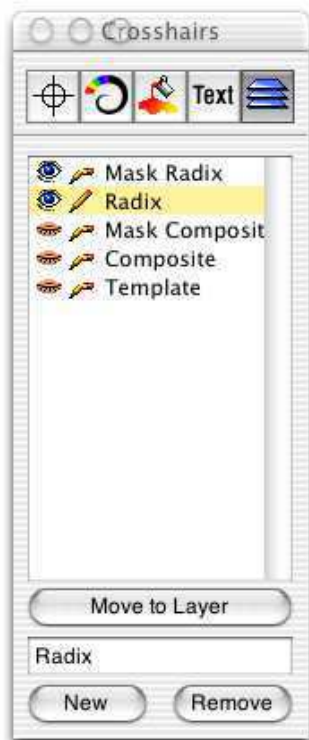 Crosshairs
Text
Mask Radix
Radix
Mask Composit
Composite
Template
Move to Layer
Radix
New Remove